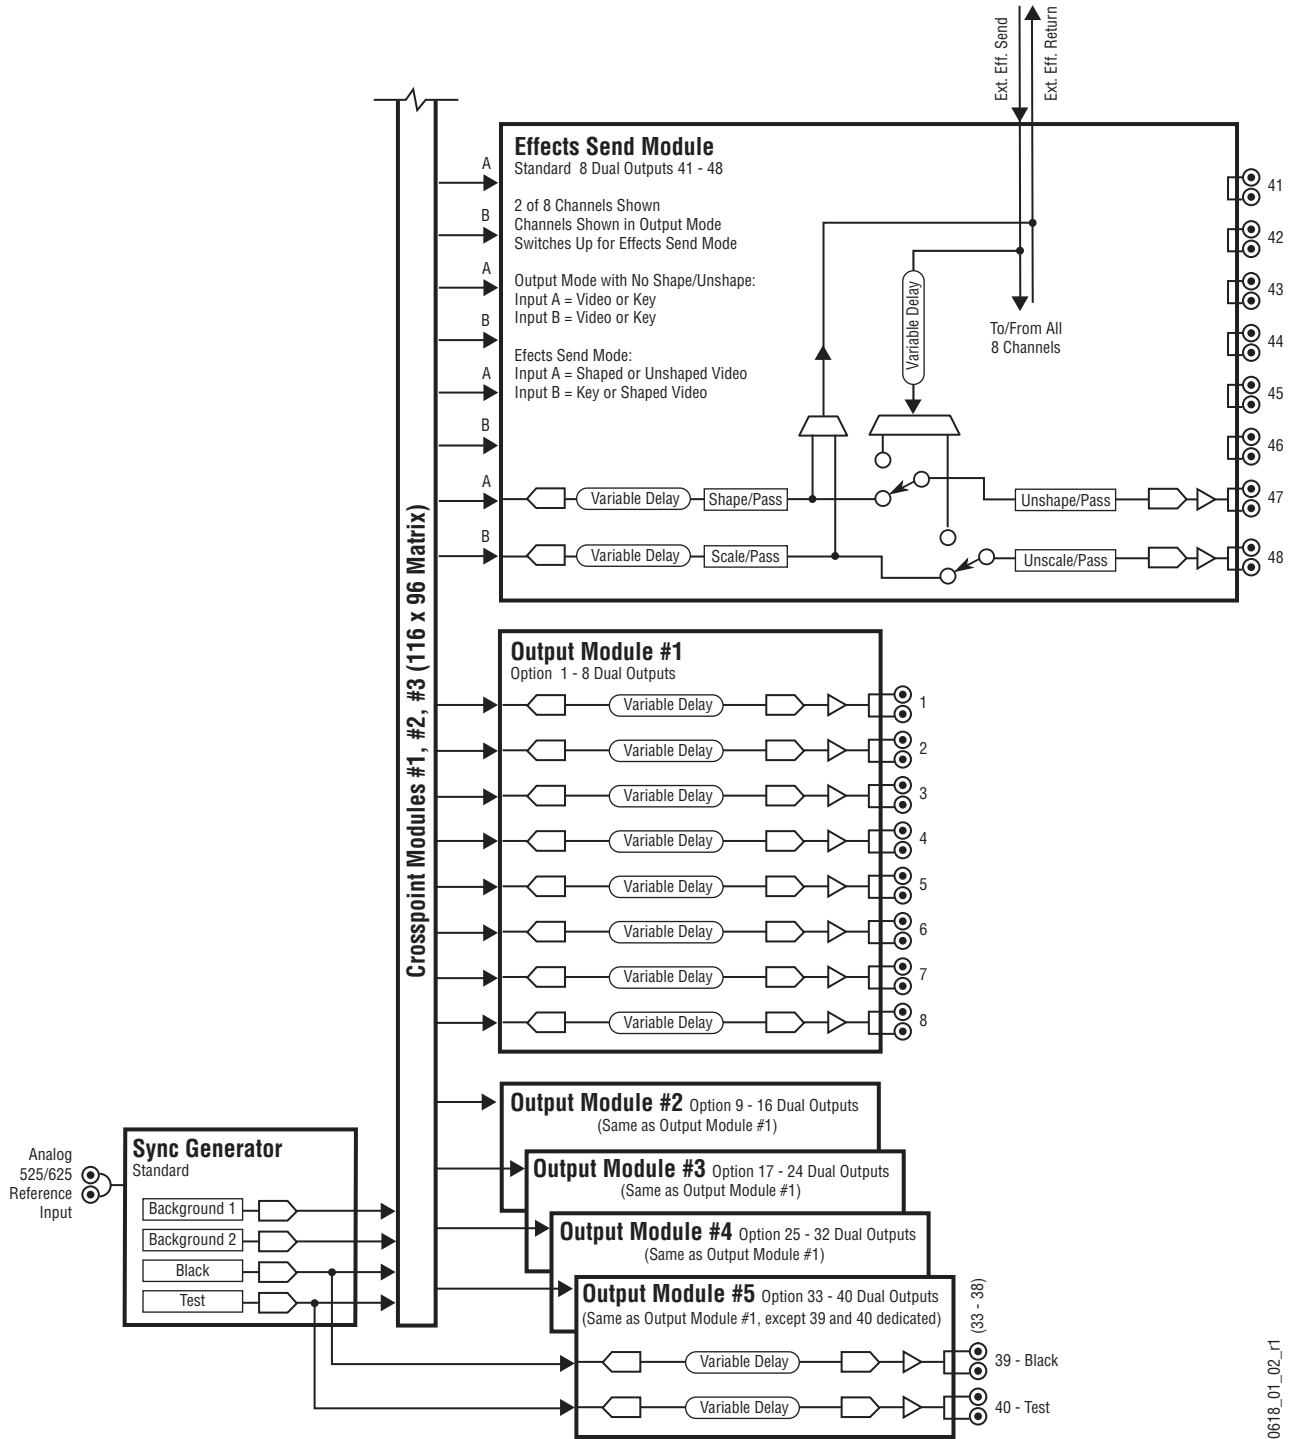 Ext. Eff. Send
Ext. Eff. Return
Effects Send Module
Standard  8 Dual Outputs 41 - 48
2 of 8 Channels Shown
Channels Shown in Output Mode
Switches Up for Effects Send Mode
Output Mode with No Shape/Unshape:
Input A = Video or Key
Input B = Video or Key
Efects Send Mode:
Input A = Shaped or Unshaped Video
Input B = Key or Shaped Video
A
B
A
B
A
B
A
B
Variable Delay
To/From All
8 Channels
Variable Delay
Shape/Pass
Unshape/Pass
Variable Delay
Scale/Pass
Unscale/Pass
41
42
43
44
45
46
47
48
Crosspoint Modules #1, #2, #3 (116 x 96 Matrix)
Output Module #1
Option  1 - 8 Dual Outputs
Variable Delay
1
Variable Delay
2
Variable Delay
3
Variable Delay
4
Variable Delay
5
Variable Delay
6
Variable Delay
7
Variable Delay
8
Output Module #2 Option 9 - 16 Dual Outputs
(Same as Output Module #1)
Output Module #3 Option 17 - 24 Dual Outputs
(Same as Output Module #1)
Output Module #4 Option 25 - 32 Dual Outputs
(Same as Output Module #1)
Output Module #5 Option 33 - 40 Dual Outputs
(Same as Output Module #1, except 39 and 40 dedicated)
(33 - 38)
Variable Delay
39 - Black
Variable Delay
40 - Test
Analog
525/625
Reference
Input
Sync Generator
Standard
Background 1
Background 2
Black
Test
0618_01_02_r1